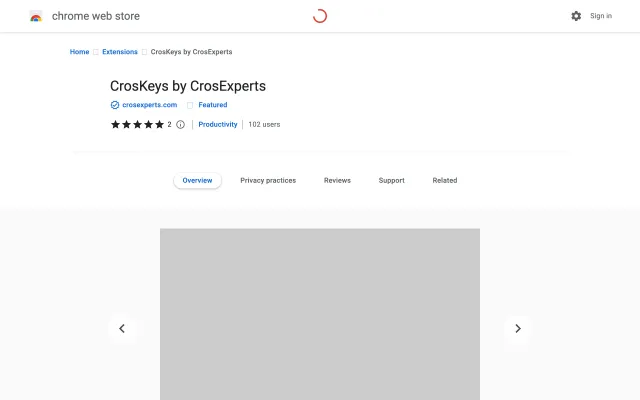 chrome web store
Sign in
Home Extensions CrosKeys by CrosExperts
CrosKeys by CrosExperts
crosexperts.com Featured
2 Productivity 102 users
Overview Privacy practices Reviews Support Related